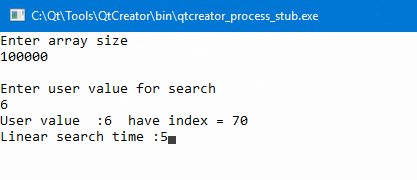 C:\Qt\Tools\QtCreator\bin\qtcreator_process_stub.exe
Enter array size
100000
Enter user value for search
6
User value  :6  have index = 70
Linear search time :5